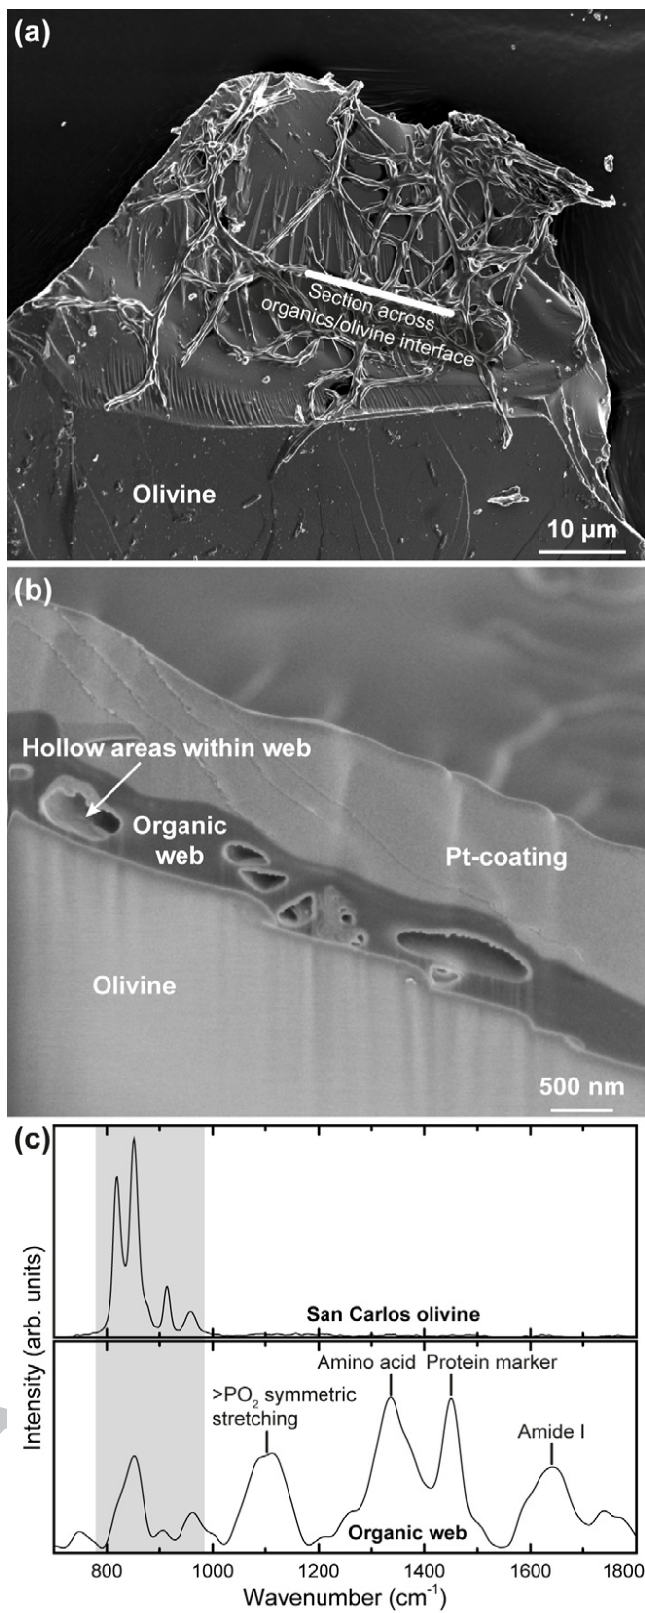 (a)
Section across
organics/olivine interface
Olivine
10 µm
(b)
Hollow areas within web
Organic
web
Pt-coating
Olivine
500 nm
(c)
Intensity (arb. units)
San Carlos olivine
Amino acid Protein marker
>PO₂ symmetric
stretching
Amide I
Organic web
800 1000 1200 1400 1600 1800
Wavenumber (cm⁻¹)